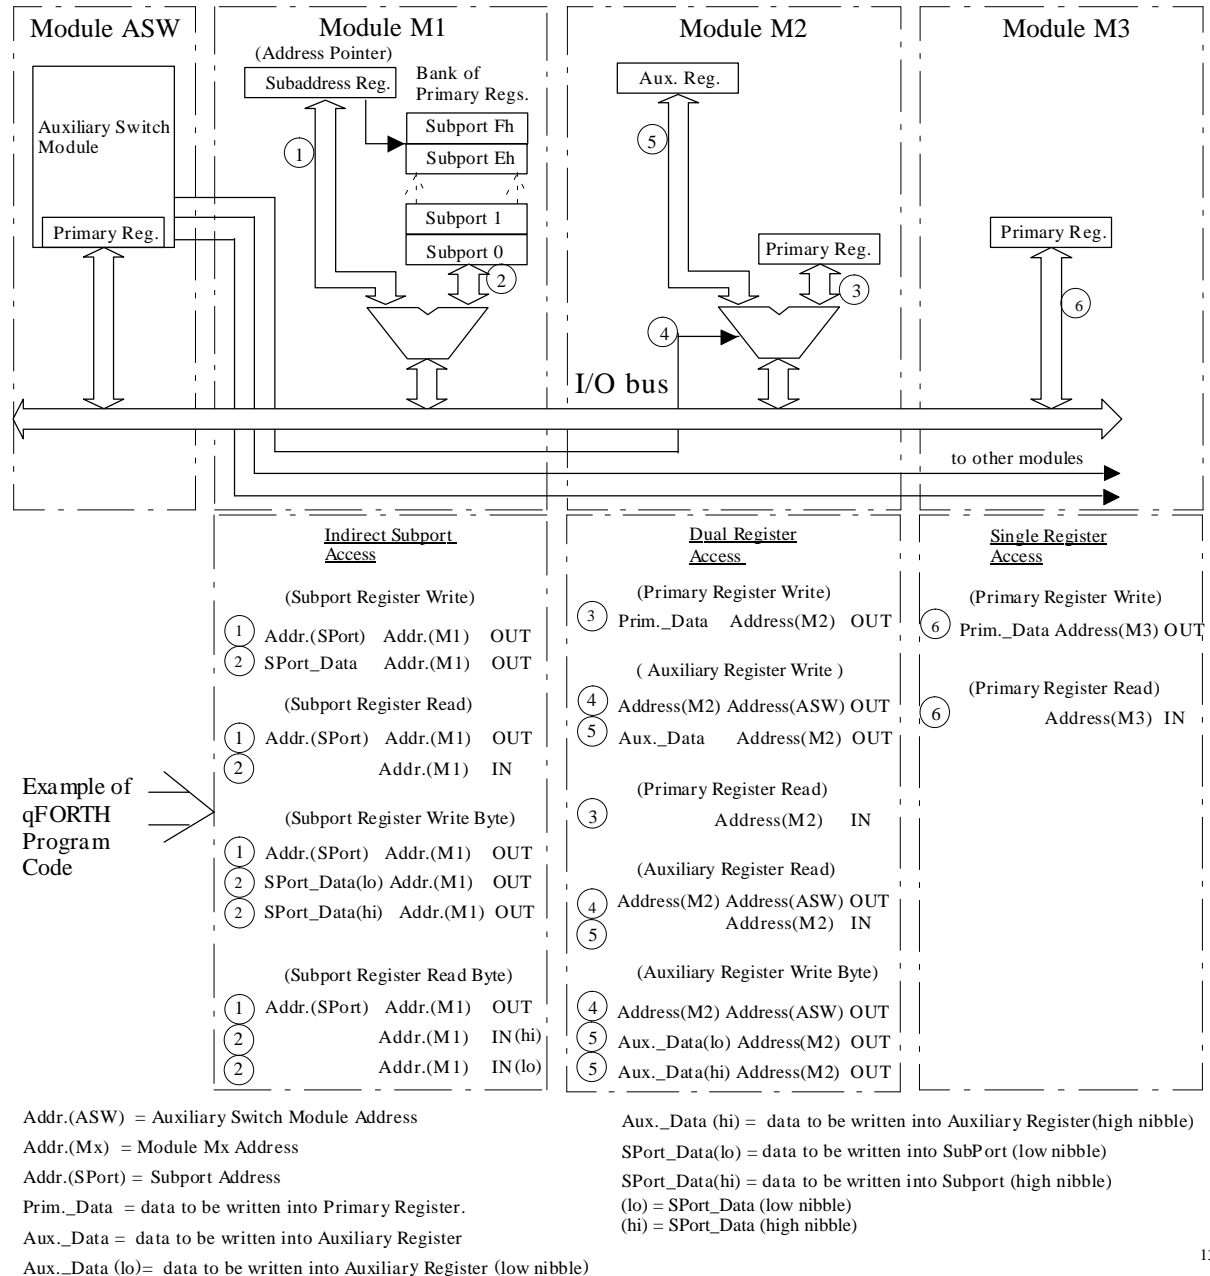 Module ASW
Module M1
Module M2
Module M3
(Address Pointer)
Subaddress Reg.
Bank of
Primary Regs.
Subport Fh
Subport Eh
Subport 1
Subport 0
Auxiliary Switch
Module
Primary Reg.
Aux. Reg.
Primary Reg.
Primary Reg.
1
2
5
3
4
6
I/O bus
to other modules
Indirect Subport
Access
(Subport Register Write)
1 Addr.(SPort) Addr.(M1) OUT
2 SPort_Data Addr.(M1) OUT
(Subport Register Read)
1 Addr.(SPort) Addr.(M1) OUT
2 Addr.(M1) IN
(Subport Register Write Byte)
1 Addr.(SPort) Addr.(M1) OUT
2 SPort_Data(lo) Addr.(M1) OUT
2 SPort_Data(hi) Addr.(M1) OUT
(Subport Register Read Byte)
1 Addr.(SPort) Addr.(M1) OUT
2 Addr.(M1) IN(hi)
2 Addr.(M1) IN(lo)
Dual Register
Access
(Primary Register Write)
3 Prim._Data Address(M2) OUT
( Auxiliary Register Write )
4 Address(M2) Address(ASW) OUT
5 Aux._Data Address(M2) OUT
(Primary Register Read)
3 Address(M2) IN
(Auxiliary Register Read)
4 Address(M2) Address(ASW) OUT
5 Address(M2) IN
(Auxiliary Register Write Byte)
4 Address(M2) Address(ASW) OUT
5 Aux._Data(lo) Address(M2) OUT
5 Aux._Data(hi) Address(M2) OUT
Single Register
Access
(Primary Register Write)
6 Prim._Data Address(M3) OUT
(Primary Register Read)
6 Address(M3) IN
Example of
qFORTH
Program
Code
Addr.(ASW) = Auxiliary Switch Module Address
Addr.(Mx) = Module Mx Address
Addr.(SPort) = Subport Address
Prim._Data = data to be written into Primary Register.
Aux._Data = data to be written into Auxiliary Register
Aux._Data (lo)= data to be written into Auxiliary Register (low nibble)
Aux._Data (hi) = data to be written into Auxiliary Register(high nibble)
SPort_Data(lo) = data to be written into SubPort (low nibble)
SPort_Data(hi) = data to be written into Subport (high nibble)
(lo) = SPort_Data (low nibble)
(hi) = SPort_Data (high nibble)